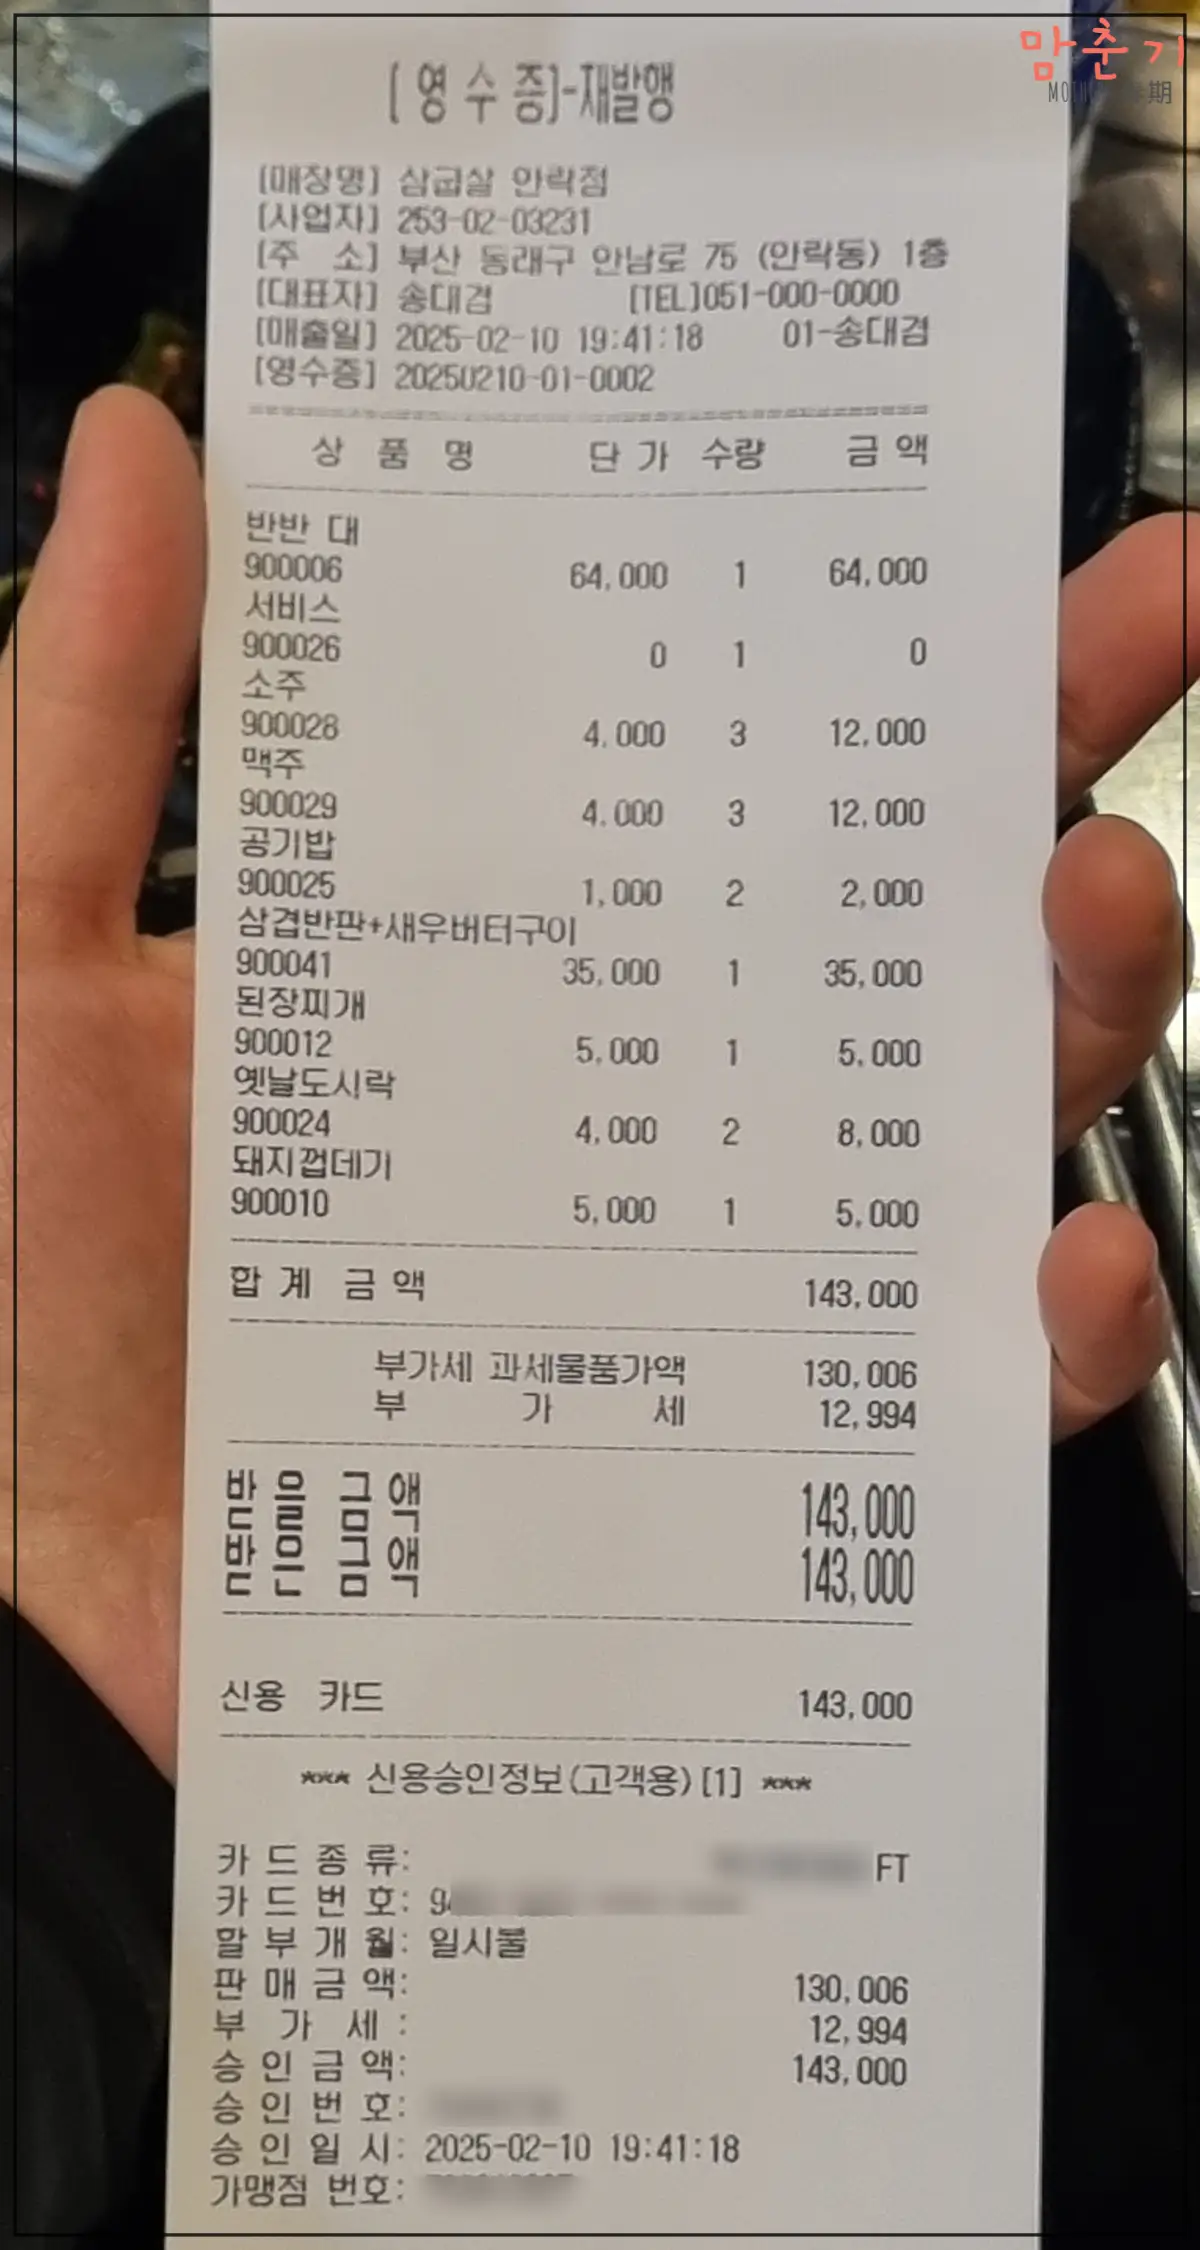 맘춘기
[영수증]-재발행
[매장명] 삼굽살 안락점
[사업자] 253-02-03231
[주 소] 부산 동래구 안남로 75 (안락동) 1층
[대표자] 송대겸 [TEL]051-000-0000
[매출일] 2025-02-10 19:41:18 01-송대겸
[영수증] 20250210-01-0002
상 품 명 단 가 수량 금 액
반반 대
900006 64,000 1 64,000
서비스
900026 0 1 0
소주
900028 4,000 3 12,000
맥주
900029 4,000 3 12,000
공기밥
900025 1,000 2 2,000
삼겹반판+새우버터구이
900041 35,000 1 35,000
된장찌개
900012 5,000 1 5,000
옛날도시락
900024 4,000 2 8,000
돼지껍데기
900010 5,000 1 5,000
합 계 금 액 143,000
부가세 과세물품가액 130,006
부 가 세 12,994
받 을 금 액 143,000
받 은 금 액 143,000
신용 카드 143,000
*** 신용승인정보(고객용)[1] ***
카 드 종 류: FT
카 드 번 호: 9
할 부 개 월: 일시불
판 매 금 액: 130,006
부 가 세 : 12,994
승 인 금 액: 143,000
승 인 번 호:
승 인 일 시: 2025-02-10 19:41:18
가맹점 번호: